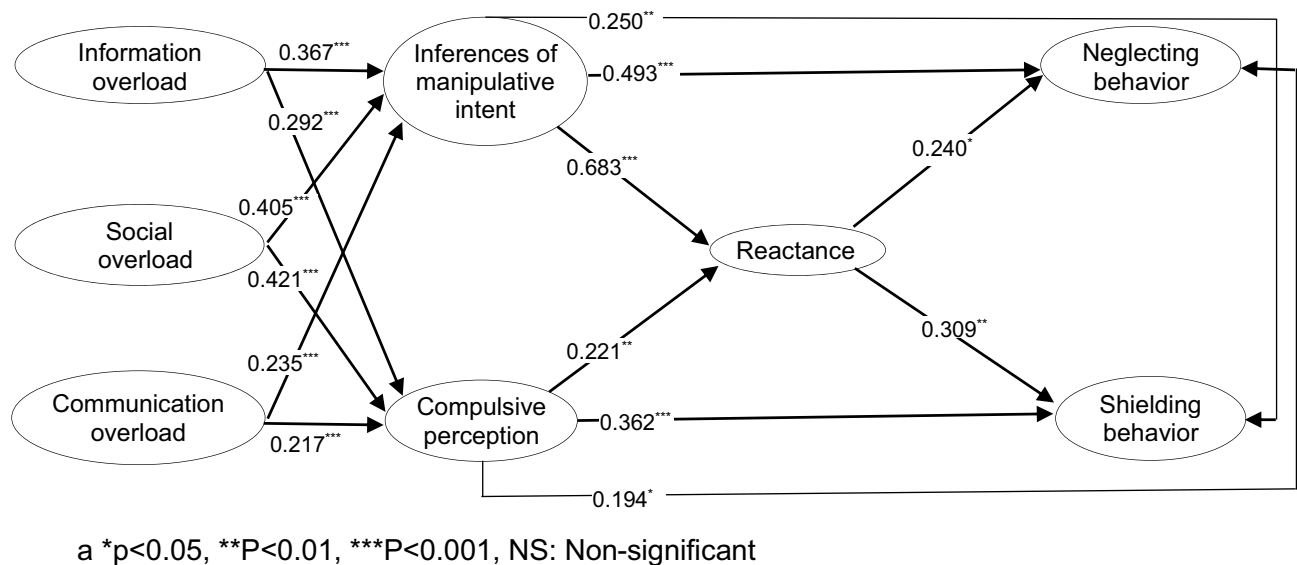 0.250**
Information
overload
0.367***
Inferences of
manipulative
intent
0.493***
Neglecting
behavior
0.292***
0.240*
0.683***
0.405***
Social
overload
Reactance
0.421***
0.309**
0.235***
0.221**
Communication
overload
0.217***
Compulsive
perception
0.362***
Shielding
behavior
0.194*
a *p<0.05, **P<0.01, ***P<0.001, NS: Non-significant